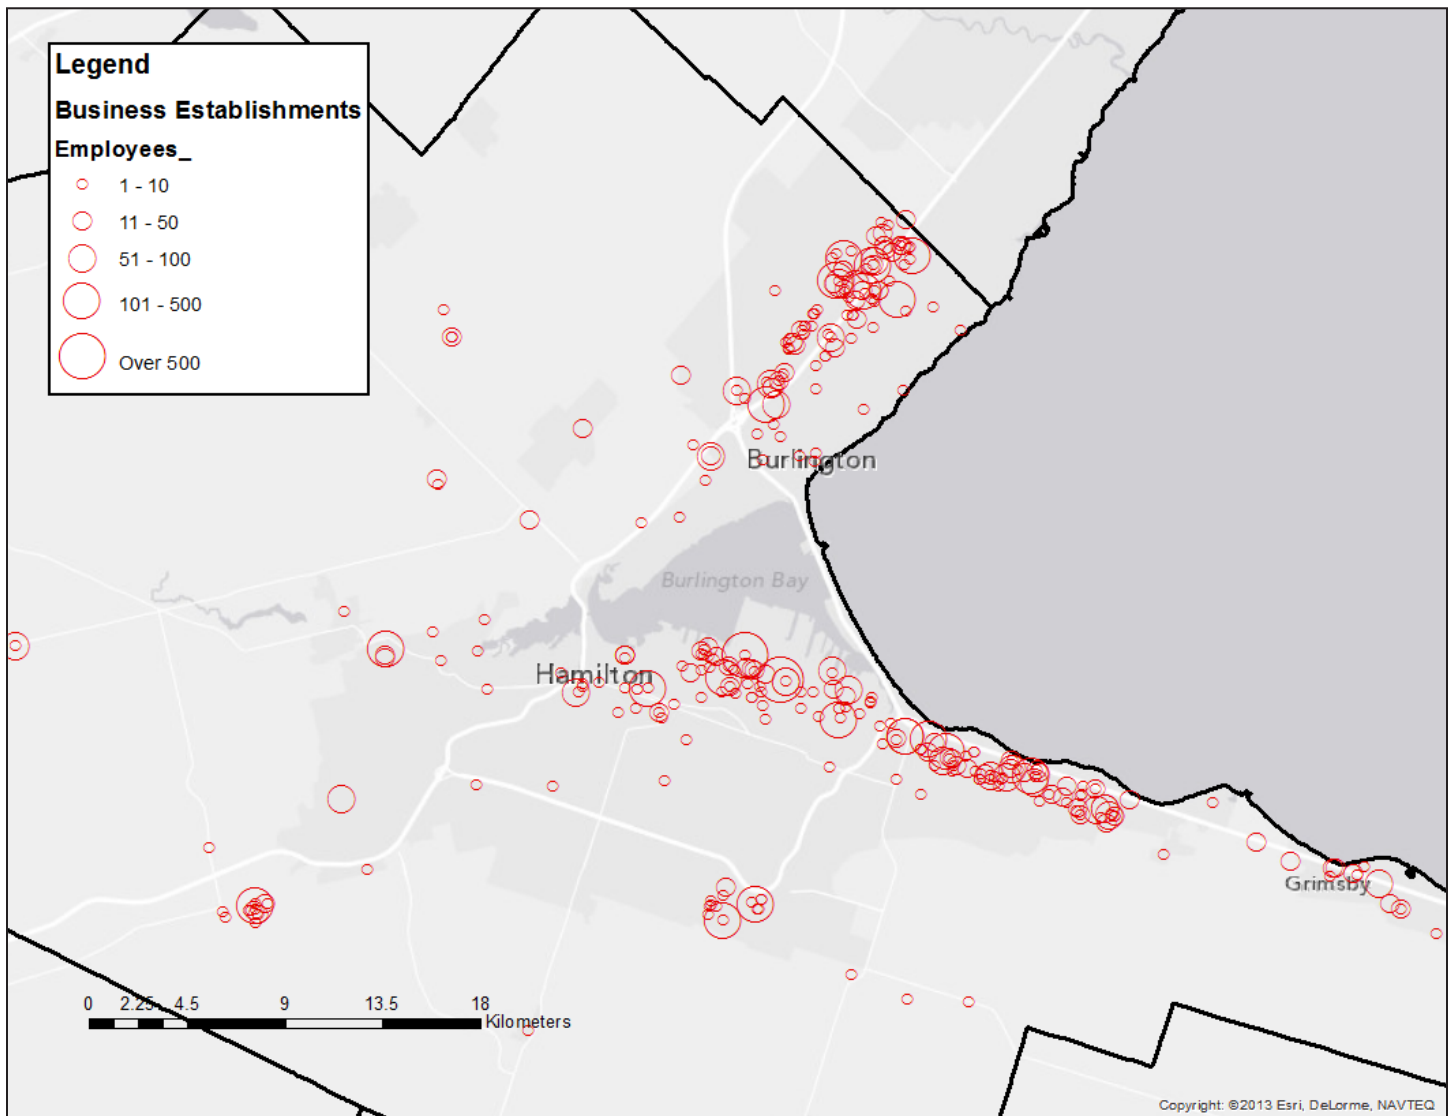 Legend
Business Establishments
Employees_
1 - 10
11 - 50
51 - 100
101 - 500
Over 500
Burlington
Burlington Bay
Hamilton
Grimsby
0 2.25 4.5 9 13.5 18
Kilometers
Copyright: ©2013 Esri, DeLorme, NAVTEQ